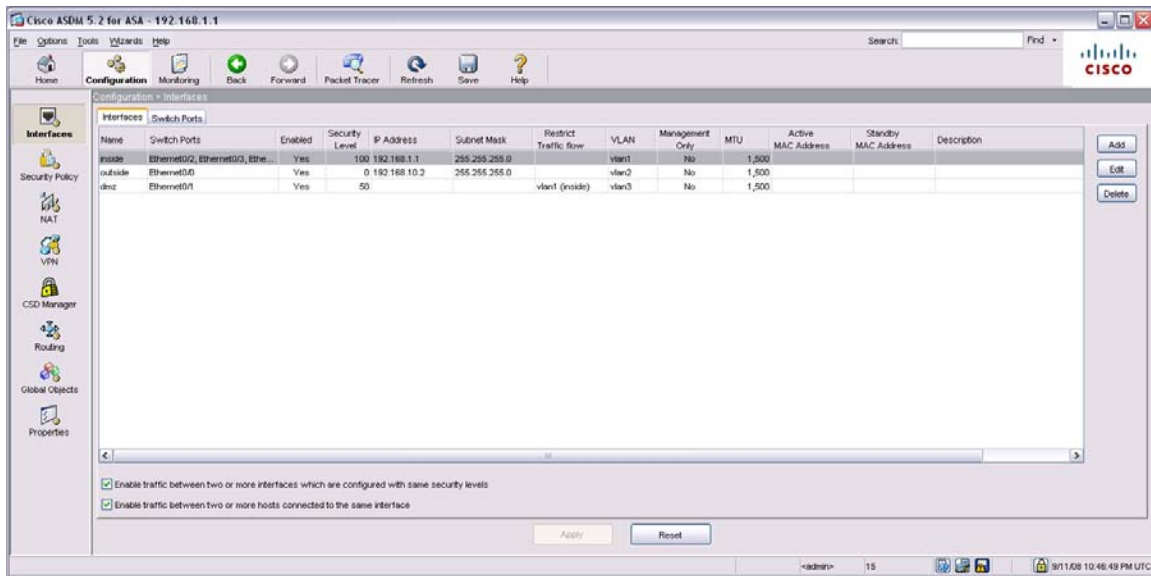 Cisco ASDM 5.2 for ASA - 192.168.1.1
File Options Tools Wizards Help
Search:
Find
Home
Configuration
Monitoring
Back
Forward
Packet Tracer
Refresh
Save
Help
CISCO
Configuration > Interfaces
Interfaces
Security Policy
NAT
VPN
CSD Manager
Routing
Global Objects
Properties
Interfaces Switch Ports
Name Switch Ports Enabled Security Level IP Address Subnet Mask Restrict Traffic flow VLAN Management Only MTU Active MAC Address Standby MAC Address Description
inside Ethernet0/2, Ethernet0/3, Ethe... Yes 100 192.168.1.1 255.255.255.0 vlan1 No 1,500
outside Ethernet0/0 Yes 0 192.168.10.2 255.255.255.0 vlan2 No 1,500
dmz Ethernet0/1 Yes 50 vlan1 (inside) vlan3 No 1,500
Add
Edit
Delete
Enable traffic between two or more interfaces which are configured with same security levels
Enable traffic between two or more hosts connected to the same interface
Apply
Reset
<admin> 15 9/11/08 10:46:49 PM UTC